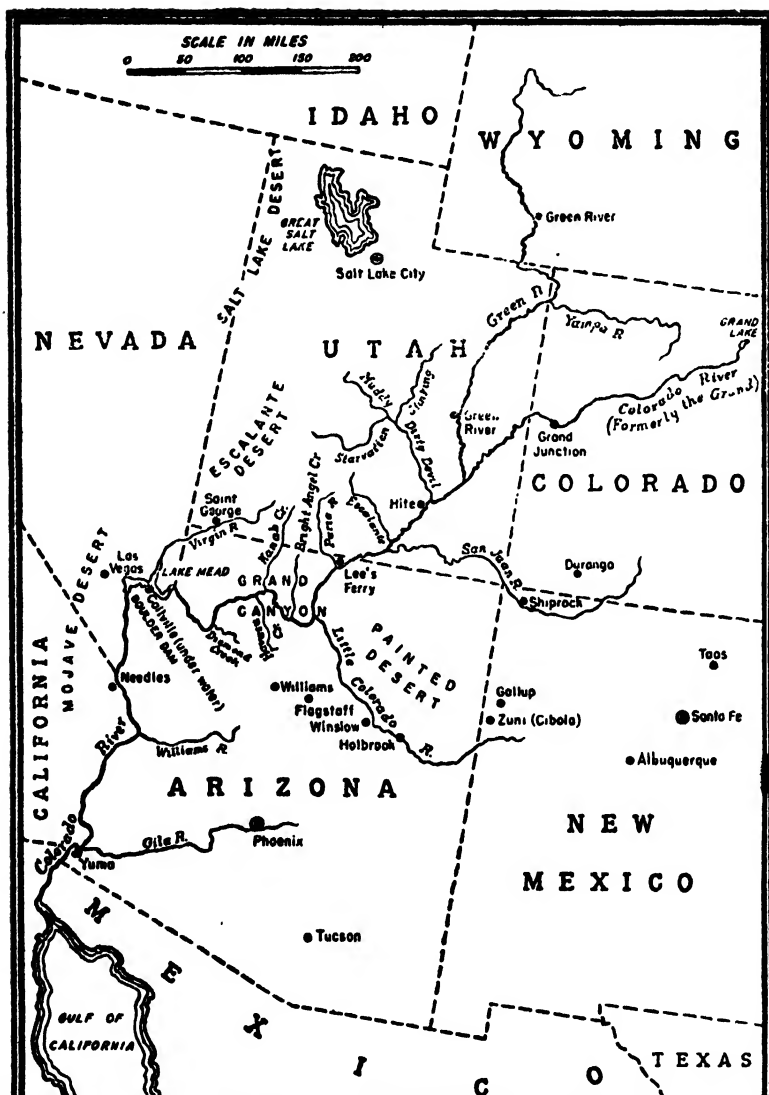 SCALE IN MILES
0 50 100 150 200
IDAHO
WYOMING
Green River
SALT LAKE DESERT
GREAT
SALT
LAKE
Salt Lake City
NEVADA
UTAH
Green R
Yampa R.
GRAND
LAKE
Colorado River
(Formerly the Grand)
Muddy
Starvation
Dirty Devil
Green
River
Grand
Junction
COLORADO
ESCALANTE
DESERT
Hite
Escalante
Bright Angel Cr
Kanab Cr.
Saint
George
Virgin R.
Las
Vegas
LAKE MEAD
GRAND
CANYON
Lee's
Ferry
San Juan R.
Durango
Shiprock
MOJAVE DESERT
Callville (under water)
BOULDER DAM
Diamond
Creek
Little Colorado R.
PAINTED
DESERT
Taos
CALIFORNIA
Needles
Williams
Flagstaff
Winslow
Holbrook
Gallup
Zuni (Cibola)
Santa Fe
Albuquerque
Williams R.
ARIZONA
Colorado River
Gila R.
Phoenix
Yuma
NEW
MEXICO
Tucson
MEXICO
GULF OF
CALIFORNIA
TEXAS